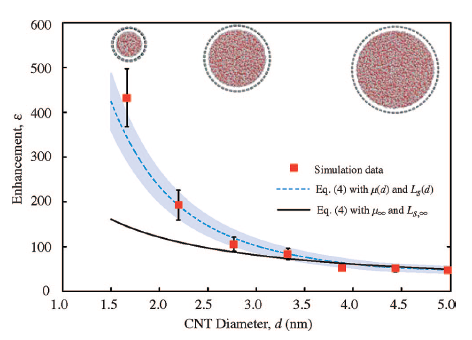 600
500
400
300
200
100
0
Enhancement, ε
Simulation data
Eq. (4) with μ(d) and Lₛ(d)
Eq. (4) with μ∞ and Lₛ,∞
1.0 1.5 2.0 2.5 3.0 3.5 4.0 4.5 5.0
CNT Diameter, d (nm)